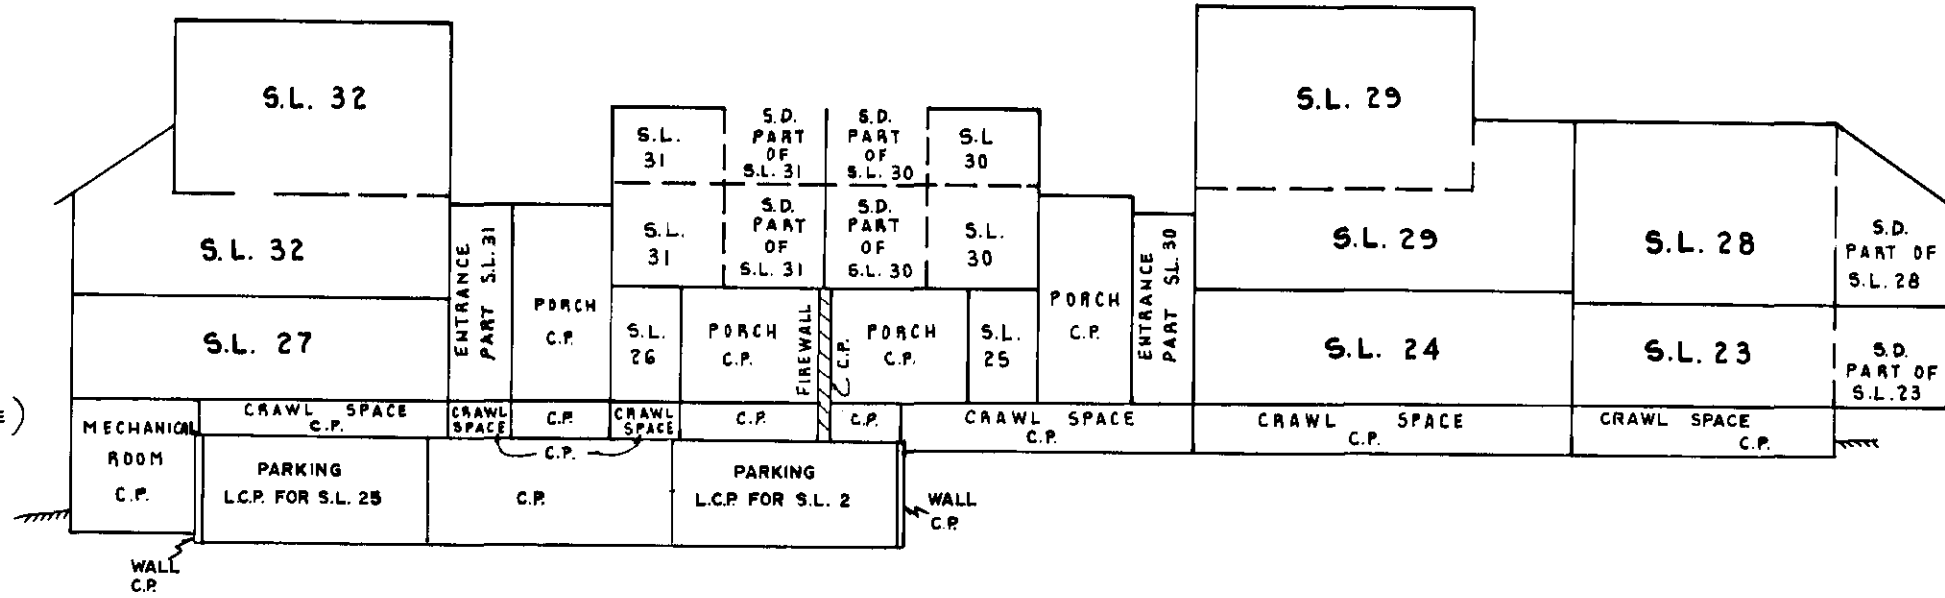 S.L. 32
S.L. 29
S.L.
31
S.D.
PART
OF
S.L. 31
S.D.
PART
OF
S.L. 30
S.L
30
S.L. 32
ENTRANCE
PART S.L. 31
PORCH
C.P.
S.L.
31
S.D.
PART
OF
S.L. 31
S.D.
PART
OF
S.L. 30
S.L.
30
PORCH
C.P.
ENTRANCE
PART SL. 30
S.L. 29
S.L. 28
S.D.
PART OF
S.L. 28
S.L. 27
S.L.
26
PORCH
C.P.
FIREWALL
C.P.
PORCH
C.P.
S.L.
25
S.L. 24
S.L. 23
S.D.
PART OF
S.L. 23
E)
MECHANICAL
ROOM
C.P.
CRAWL SPACE
C.P.
CRAWL
SPACE
C.P.
CRAWL
SPACE
C.P.
C.P.
C.P.
CRAWL SPACE
C.P.
CRAWL SPACE
C.P.
CRAWL SPACE
C.P.
PARKING
L.C.P. FOR S.L. 25
C.P.
PARKING
L.C.P. FOR S.L. 2
WALL
C.P.
WALL
C.P.